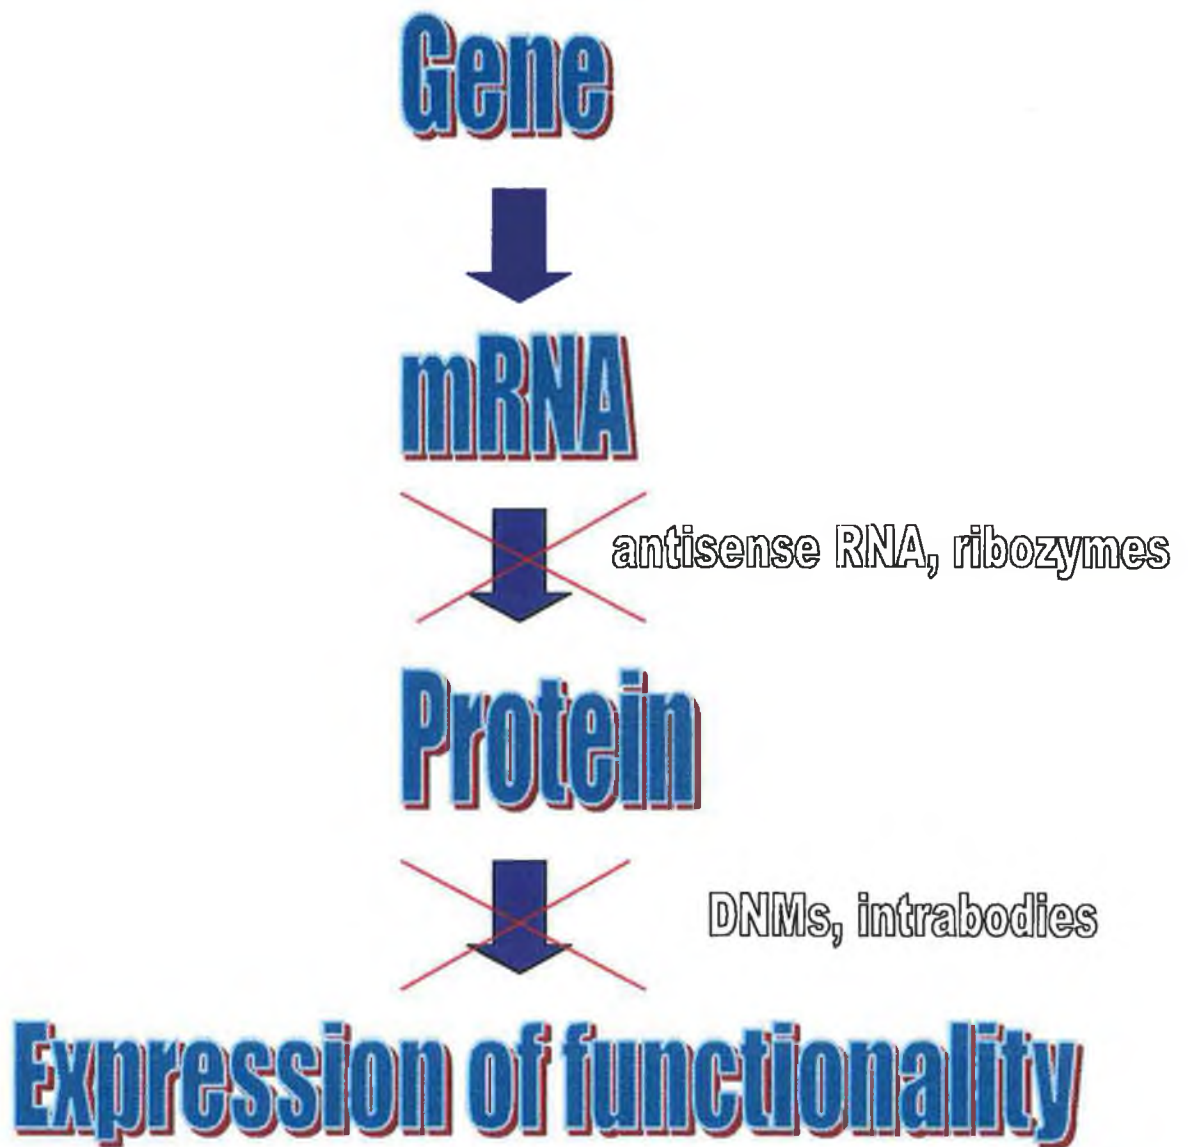 Gene
mRNA
antisense RNA, ribozymes
Protein
DNMs, intrabodies
Expression of functionality